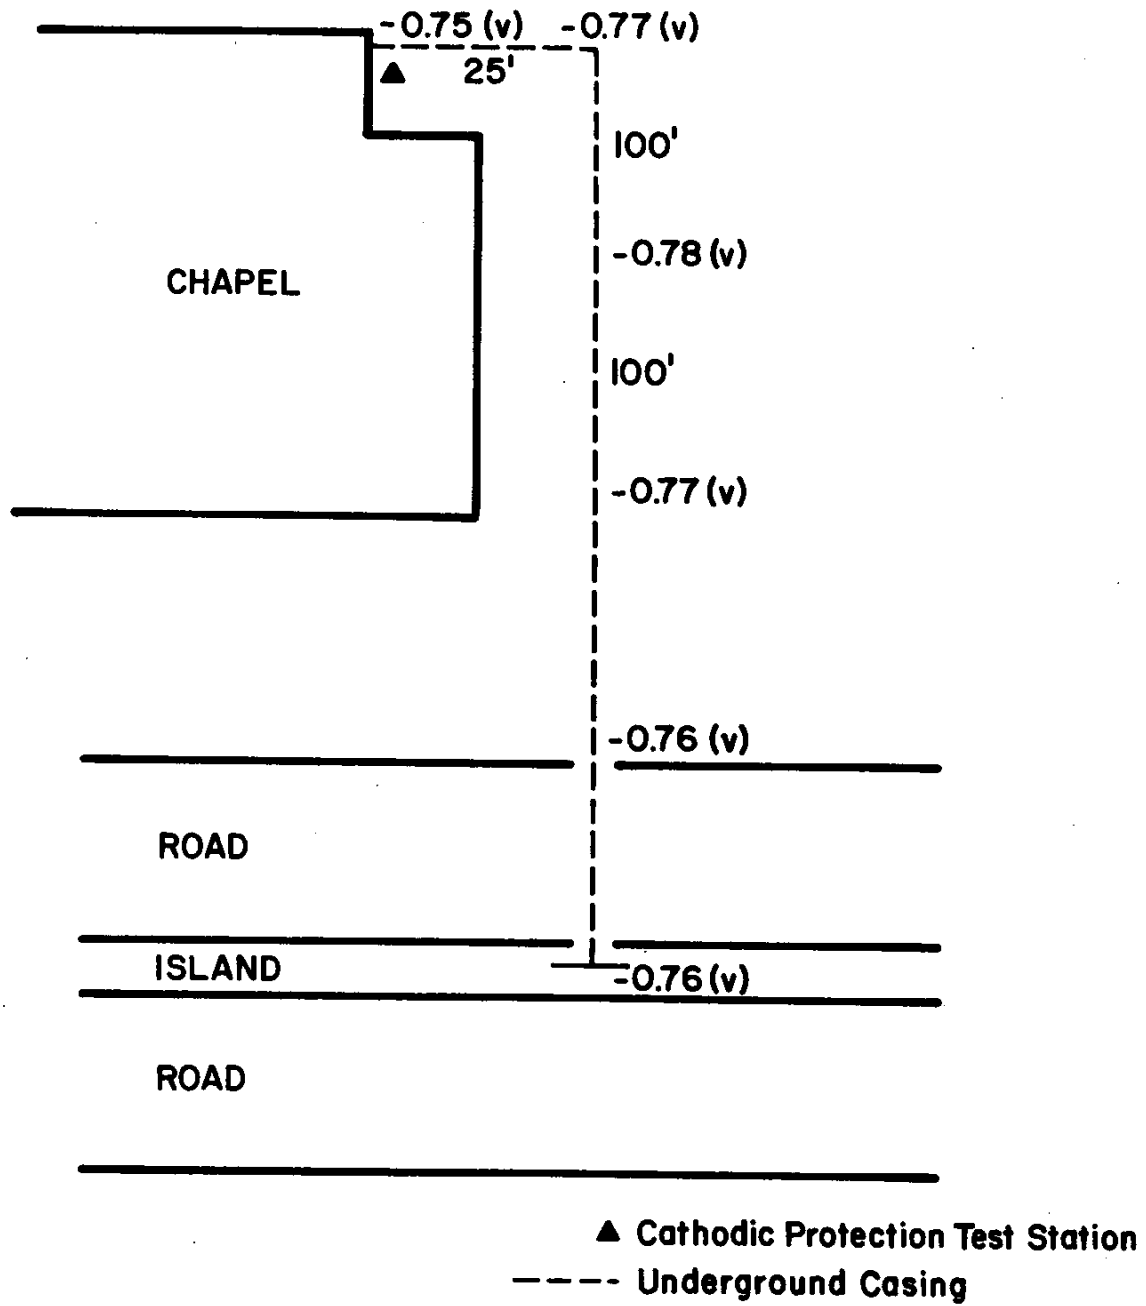 -0.75 (v) -0.77 (v)
25'
100'
-0.78 (v)
CHAPEL
100'
-0.77 (v)
-0.76 (v)
ROAD
ISLAND
-0.76 (v)
ROAD
▲ Cathodic Protection Test Station
----- Underground Casing